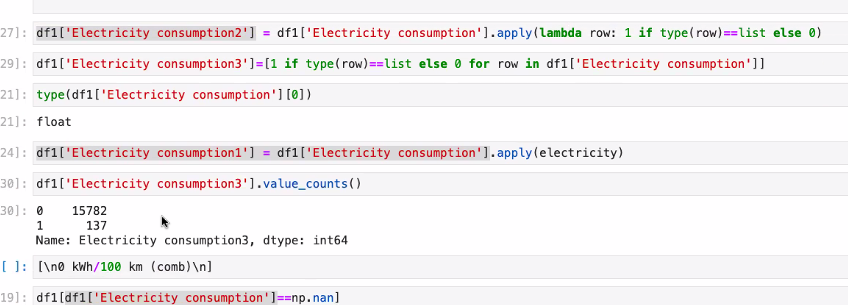 27]: df1['Electricity consumption2'] = df1['Electricity consumption'].apply(lambda row: 1 if type(row)==list else 0)
29]: df1['Electricity consumption3']=[1 if type(row)==list else 0 for row in df1['Electricity consumption']]
21]: type(df1['Electricity consumption'][0])
21]: float
24]: df1['Electricity consumption1'] = df1['Electricity consumption'].apply(electricity)
30]: df1['Electricity consumption3'].value_counts()
30]: 0    15782
1      137
Name: Electricity consumption3, dtype: int64
[ ]: [\n0 kWh/100 km (comb)\n]
19]: df1[df1['Electricity consumption']==np.nan]